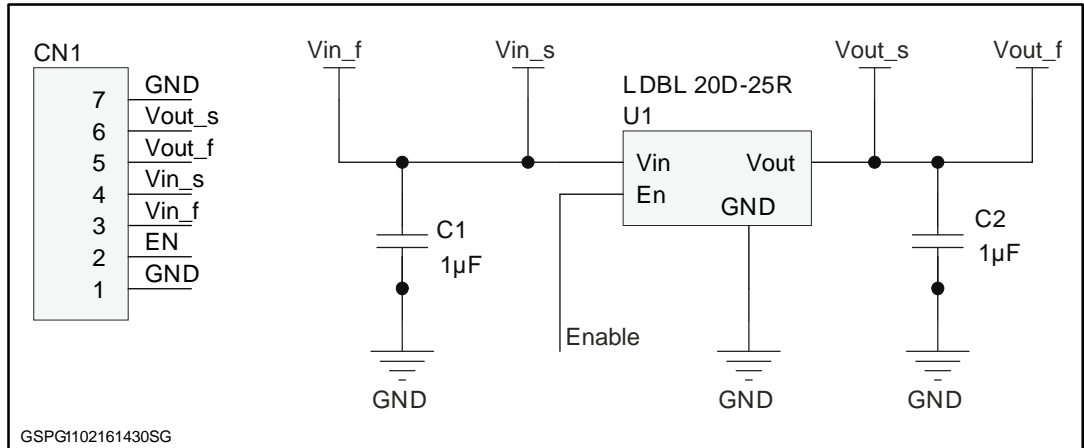 CN1
7 GND
6 Vout_s
5 Vout_f
4 Vin_s
3 Vin_f
2 EN
1 GND
Vin_f
Vin_s
Vout_s
Vout_f
LDBL 20D-25R
U1
Vin
Vout
En
GND
C1
1µF
C2
1µF
Enable
GND
GND
GND
GSPG1102161430SG